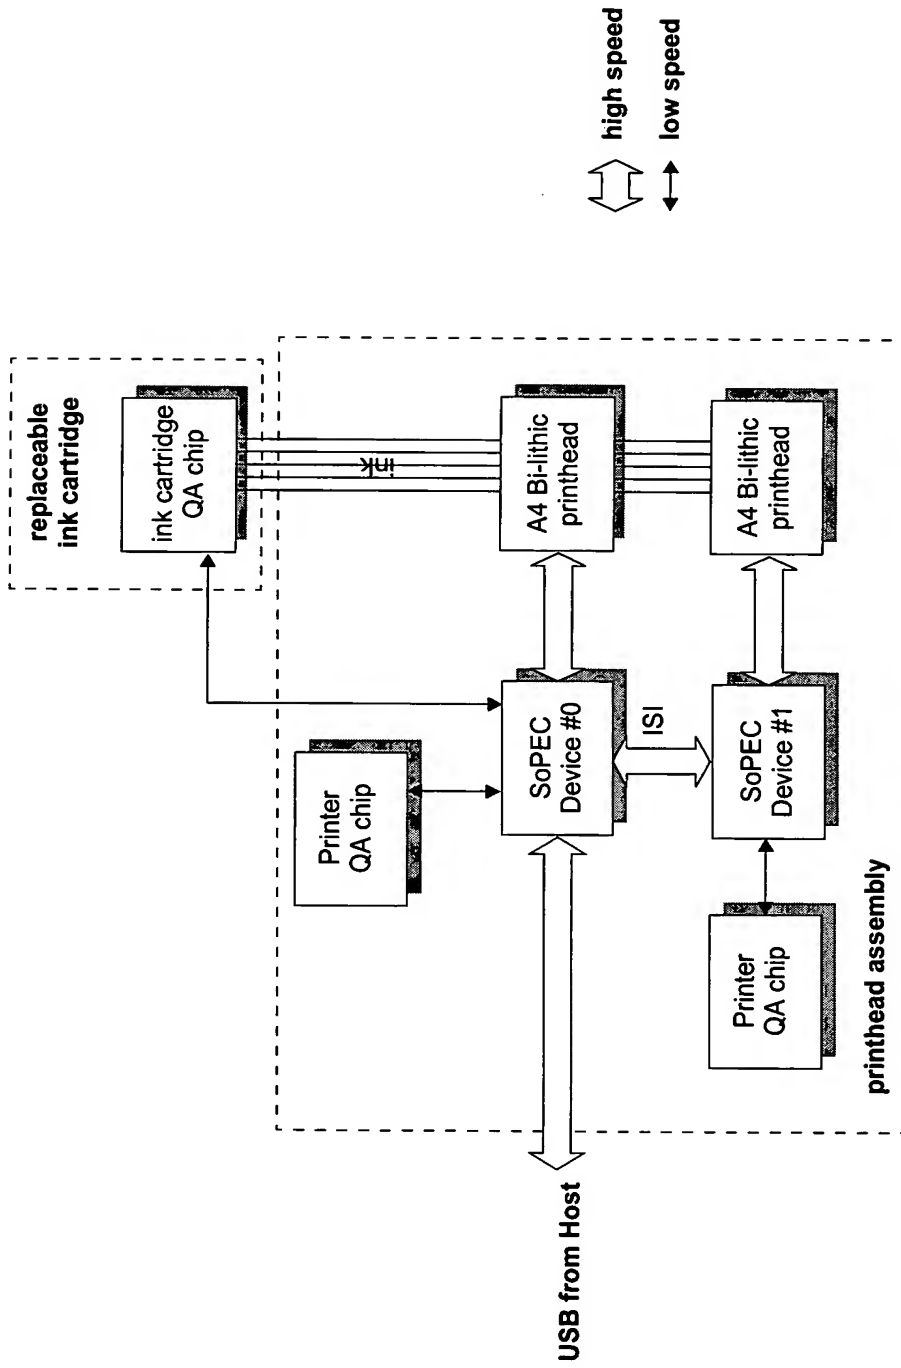 replaceable
ink cartridge
ink cartridge
QA chip
ink
Printer
QA chip
USB from Host
SoPEC
Device #0
A4 Bi-lithic
printhead
ISI
Printer
QA chip
SoPEC
Device #1
A4 Bi-lithic
printhead
printhead assembly
high speed
low speed